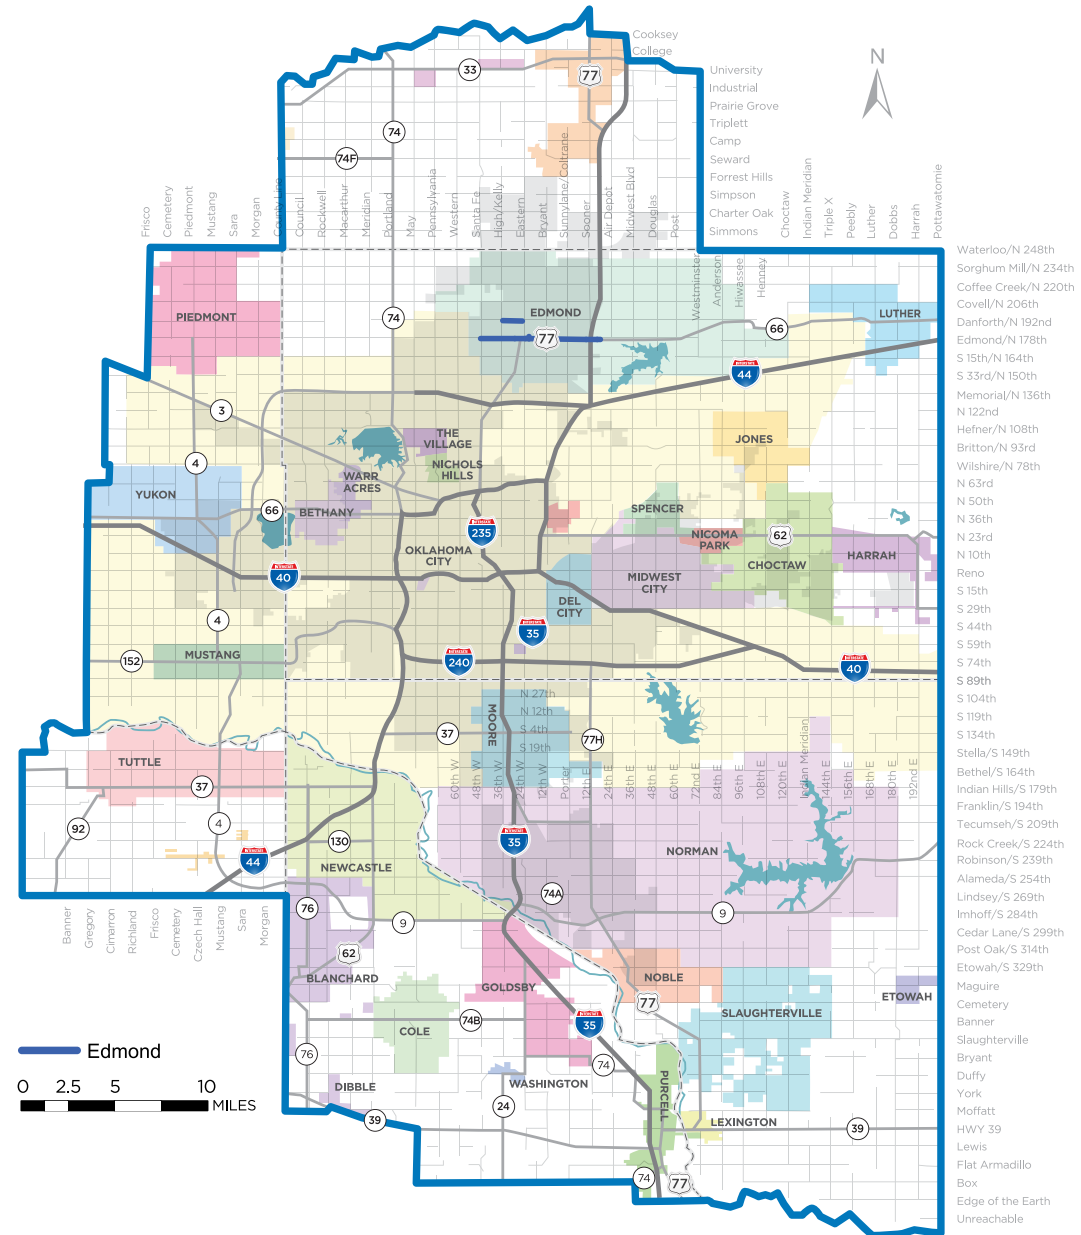 Cooksey
College
University
Industrial
Prairie Grove
Triplett
Camp
Seward
Forrest Hills
Simpson
Charter Oak
Simmons
N
33
77
74
74F
Frisco
Cemetery
Piedmont
Mustang
Sara
Morgan
County Line
Council
Rockwell
Macarthur
Meridian
Portland
May
Pennsylvania
Western
Santa Fe
High/Kelly
Eastern
Bryant
Sunnylane/Coltrane
Sooner
Air Depot
Midwest Blvd
Douglas
Post
Westminster
Anderson
Hiwassee
Henney
Choctaw
Indian Meridian
Triple X
Peebly
Luther
Dobbs
Harrah
Pottawatomie
Waterloo/N 248th
Sorghum Mill/N 234th
Coffee Creek/N 220th
Covell/N 206th
Danforth/N 192nd
Edmond/N 178th
S 15th/N 164th
S 33rd/N 150th
Memorial/N 136th
N 122nd
Hefner/N 108th
Britton/N 93rd
Wilshire/N 78th
N 63rd
N 50th
N 36th
N 23rd
N 10th
Reno
S 15th
S 29th
S 44th
S 59th
S 74th
S 89th
S 104th
S 119th
S 134th
Stella/S 149th
Bethel/S 164th
Indian Hills/S 179th
Franklin/S 194th
Tecumseh/S 209th
Rock Creek/S 224th
Robinson/S 239th
Alameda/S 254th
Lindsey/S 269th
Imhoff/S 284th
Cedar Lane/S 299th
Post Oak/S 314th
Etowah/S 329th
Maguire
Cemetery
Banner
Slaughterville
Bryant
Duffy
York
Moffatt
HWY 39
Lewis
Flat Armadillo
Box
Edge of the Earth
Unreachable
PIEDMONT
74
EDMOND
77
66
LUTHER
INTERSTATE
44
3
THE
VILLAGE
JONES
4
NICHOLS
HILLS
WARR
ACRES
YUKON
66
BETHANY
SPENCER
INTERSTATE
235
NICOMA
PARK
62
OKLAHOMA
CITY
HARRAH
CHOCTAW
INTERSTATE
40
MIDWEST
CITY
DEL
CITY
4
INTERSTATE
35
152
MUSTANG
INTERSTATE
240
INTERSTATE
40
MOORE
N 27th
N 12th
S 4th
S 19th
37
77H
TUTTLE
37
60th W
48th W
36th W
24th W
12th W
Porter
12th E
24th E
36th E
48th E
60th E
72nd E
84th E
96th E
108th E
120th E
Indian Meridian
144th E
156th E
168th E
180th E
192nd E
92
4
130
INTERSTATE
35
NORMAN
INTERSTATE
44
NEWCASTLE
74A
76
9
9
Banner
Gregory
Cimarron
Richland
Frisco
Cemetery
Czech Hall
Mustang
Sara
Morgan
62
BLANCHARD
GOLDSBY
NOBLE
77
ETOWAH
SLAUGHTERVILLE
COLE
74B
INTERSTATE
35
76
74
Edmond
0 2.5 5 10
MILES
DIBBLE
WASHINGTON
PURCELL
24
39
LEXINGTON
39
74
77